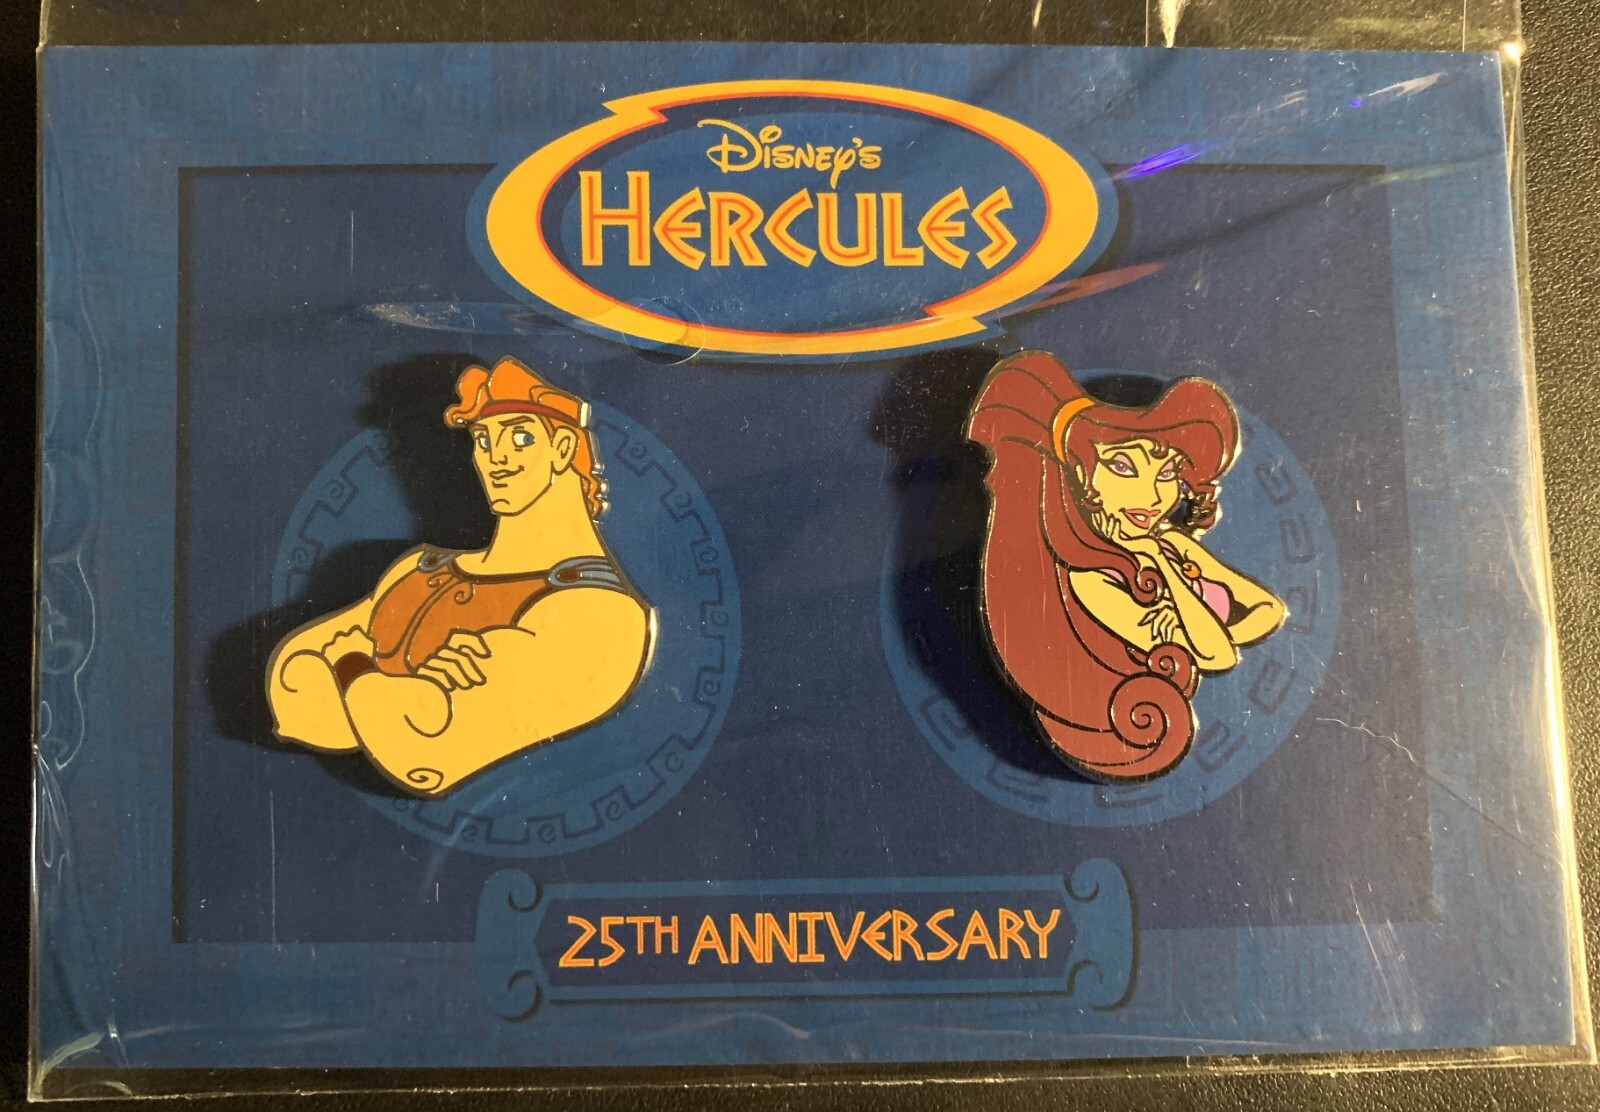 Disney's
HERCULES
25TH ANNIVERSARY